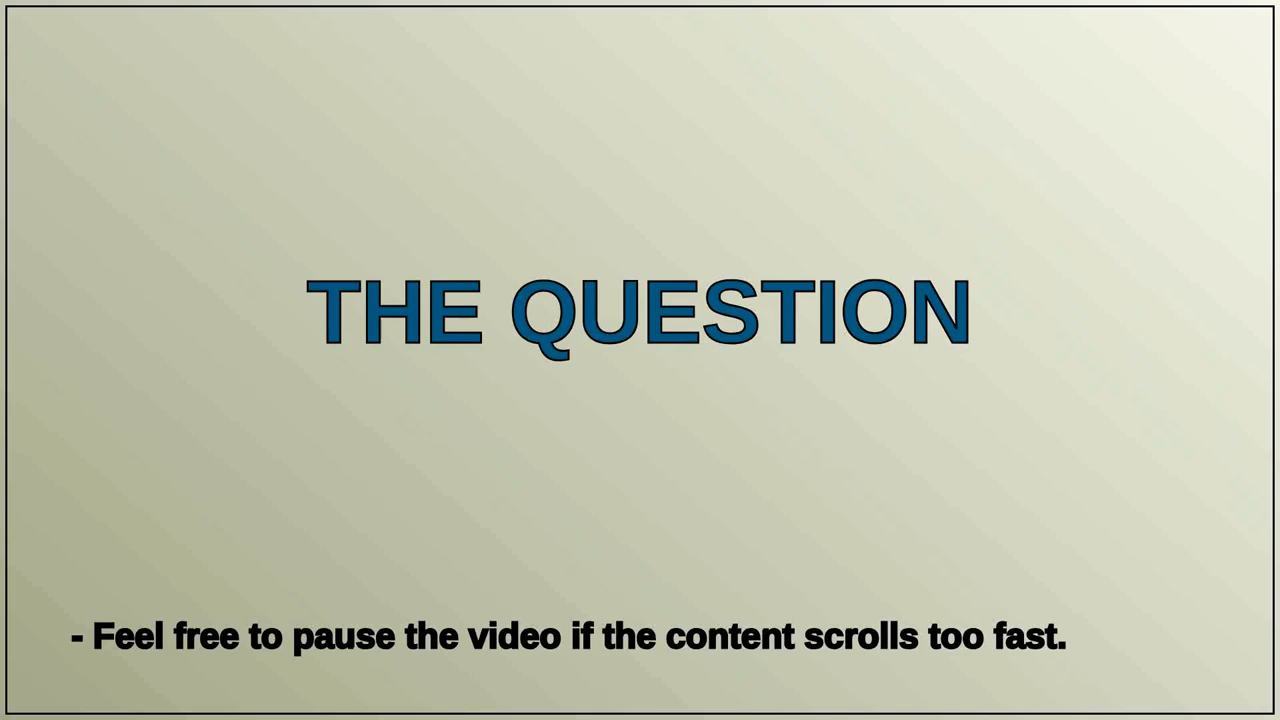 THE QUESTION
- Feel free to pause the video if the content scrolls too fast.